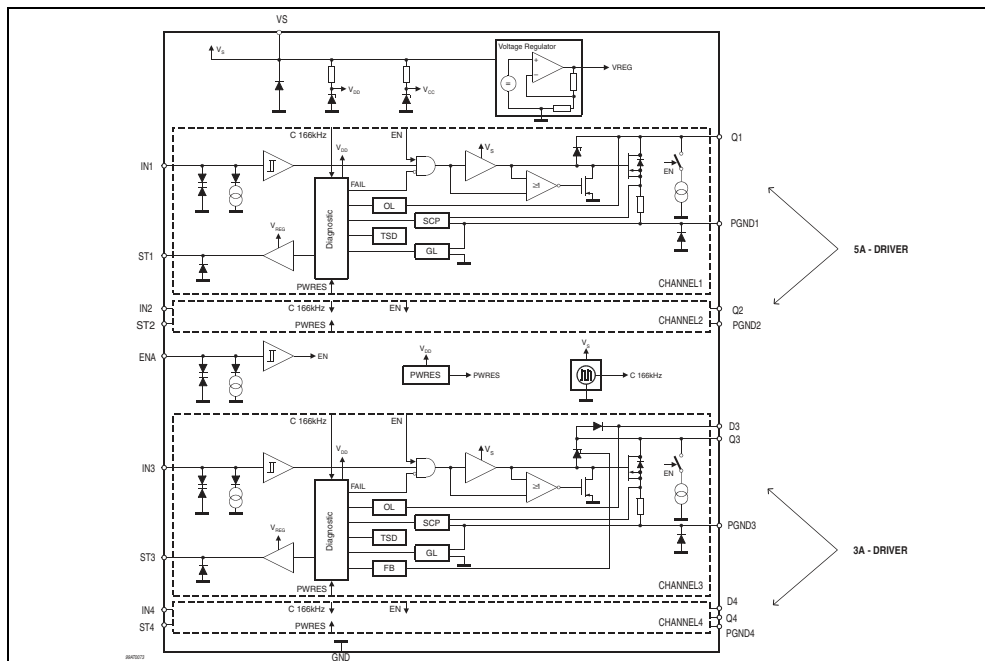 VS
VS
Voltage Regulator
VREG
+
−
=
VDD
VCC
C 166kHz
EN
Q1
VDD
VS
IN1
FAIL
≥1
EN
Diagnostic
OL
SCP
PGND1
VREG
TSD
ST1
GL
5A - DRIVER
PWRES
CHANNEL1
IN2
C 166kHz
EN
Q2
ST2
PWRES
CHANNEL2
PGND2
ENA
EN
VDD
PWRES
PWRES
VS
C 166kHz
C 166kHz
EN
D3
Q3
VDD
VS
IN3
FAIL
≥1
EN
Diagnostic
OL
SCP
PGND3
VREG
TSD
ST3
GL
3A - DRIVER
FB
PWRES
CHANNEL3
IN4
C 166kHz
EN
D4
Q4
ST4
PWRES
CHANNEL4
PGND4
GND